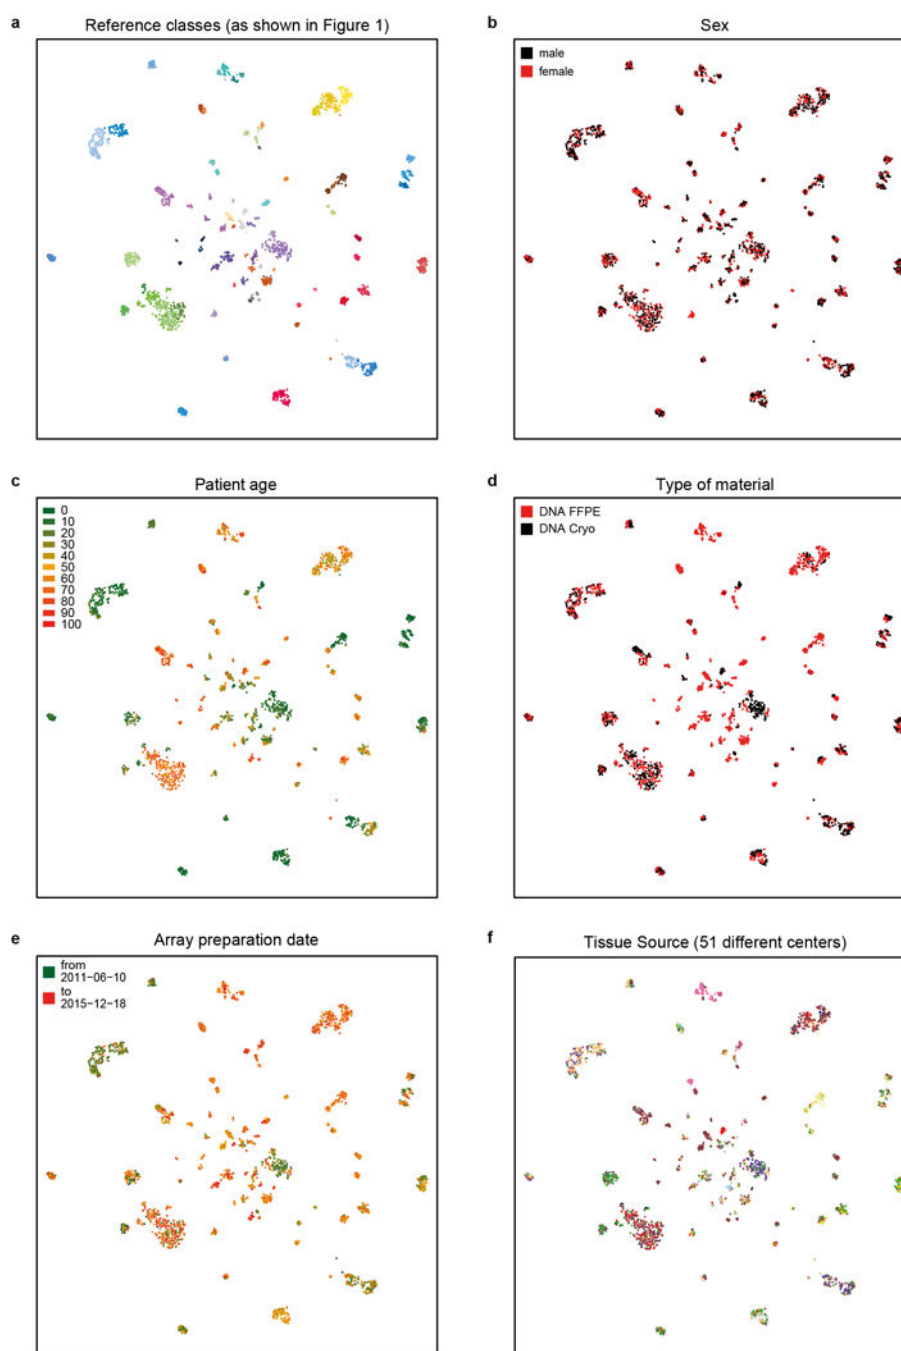 a
Reference classes (as shown in Figure 1)
b
Sex
male
female
c
Patient age
0
10
20
30
40
50
60
70
80
90
100
d
Type of material
DNA FFPE
DNA Cryo
e
Array preparation date
from
2011−06−10
to
2015−12−18
f
Tissue Source (51 different centers)